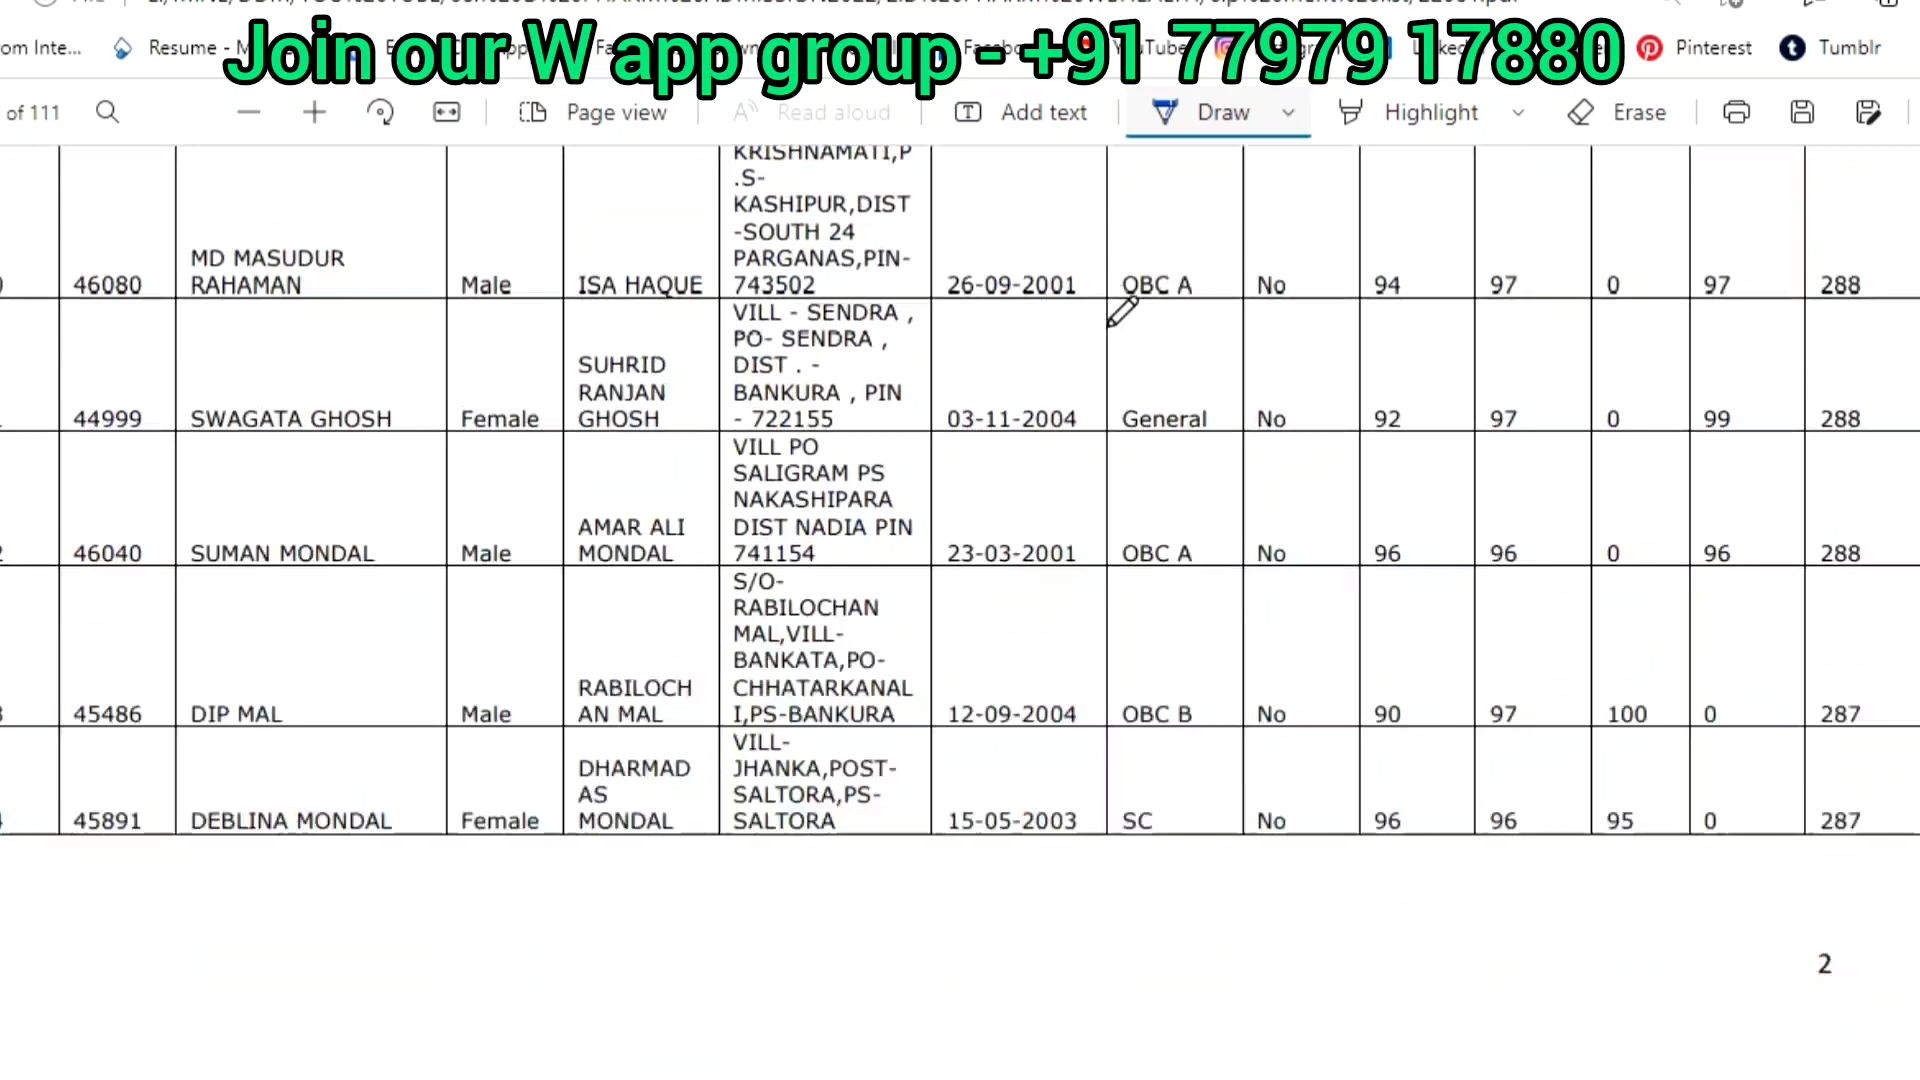 Join our W app group - +91 77979 17880
om Inte...
Resume - M
YouTube
Pinterest
Tumblr
of 111
Page view
Read aloud
Add text
Draw
Highlight
Erase
KRISHNAMATI,P
.S-
KASHIPUR,DIST
-SOUTH 24
PARGANAS,PIN-
743502
46080
MD MASUDUR
RAHAMAN
Male
ISA HAQUE
26-09-2001
OBC A
No
94
97
0
97
288
44999
SWAGATA GHOSH
Female
SUHRID
RANJAN
GHOSH
VILL - SENDRA ,
PO- SENDRA ,
DIST . -
BANKURA , PIN
- 722155
03-11-2004
General
No
92
97
0
99
288
46040
SUMAN MONDAL
Male
AMAR ALI
MONDAL
VILL PO
SALIGRAM PS
NAKASHIPARA
DIST NADIA PIN
741154
23-03-2001
OBC A
No
96
96
0
96
288
45486
DIP MAL
Male
RABILOCH
AN MAL
S/O-
RABILOCHAN
MAL,VILL-
BANKATA,PO-
CHHATARKANAL
I,PS-BANKURA
12-09-2004
OBC B
No
90
97
100
0
287
45891
DEBLINA MONDAL
Female
DHARMAD
AS
MONDAL
VILL-
JHANKA,POST-
SALTORA,PS-
SALTORA
15-05-2003
SC
No
96
96
95
0
287
2